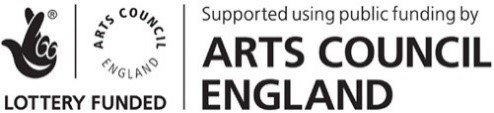 ARTS COUNCIL
ENGLAND
LOTTERY FUNDED
Supported using public funding by
ARTS COUNCIL
ENGLAND